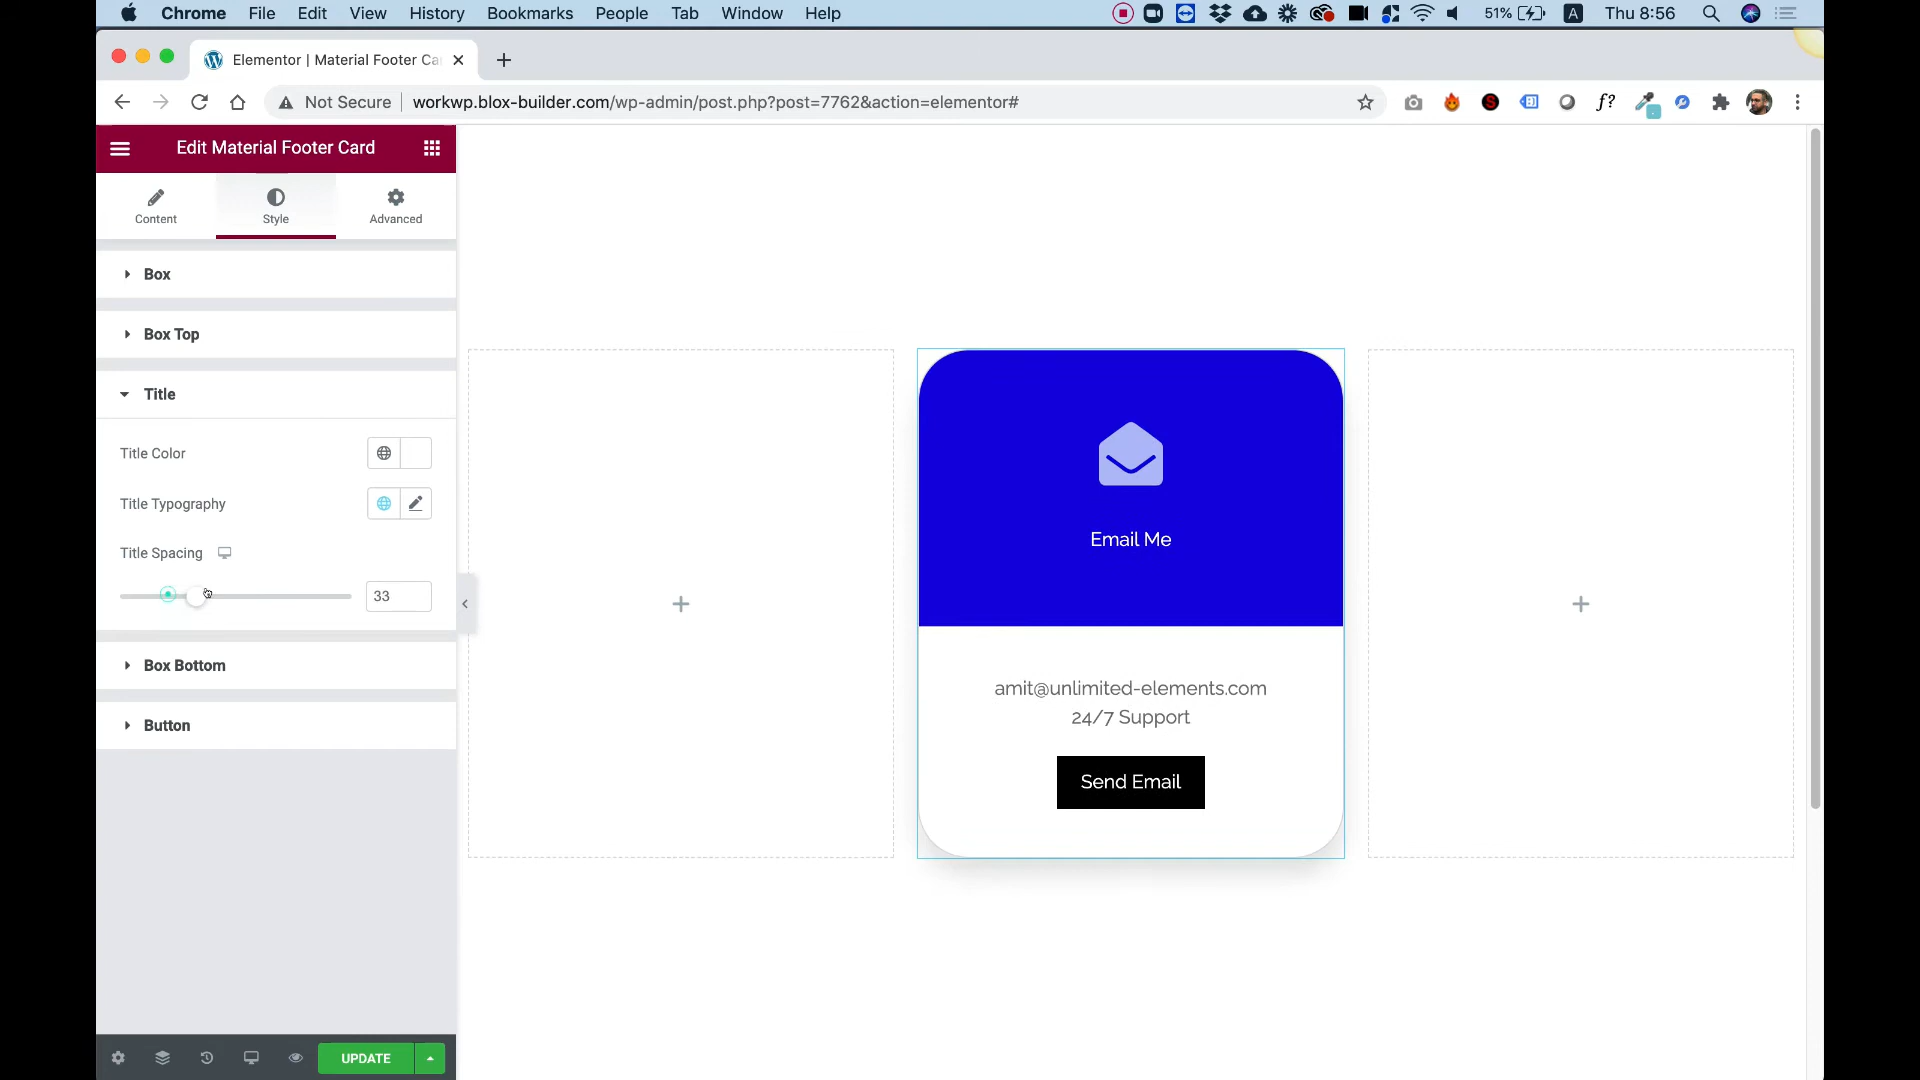 Chrome File Edit View History Bookmarks People Tab Window Help 51% A Thu 8:56
Elementor | Material Footer Ca
Not Secure workwp.blox-builder.com/wp-admin/post.php?post=7762&action=elementor#
Edit Material Footer Card
Content Style Advanced
Box
Box Top
Title
Title Color
Title Typography
Title Spacing
33
Box Bottom
Button
UPDATE
Email Me
amit@unlimited-elements.com
24/7 Support
Send Email